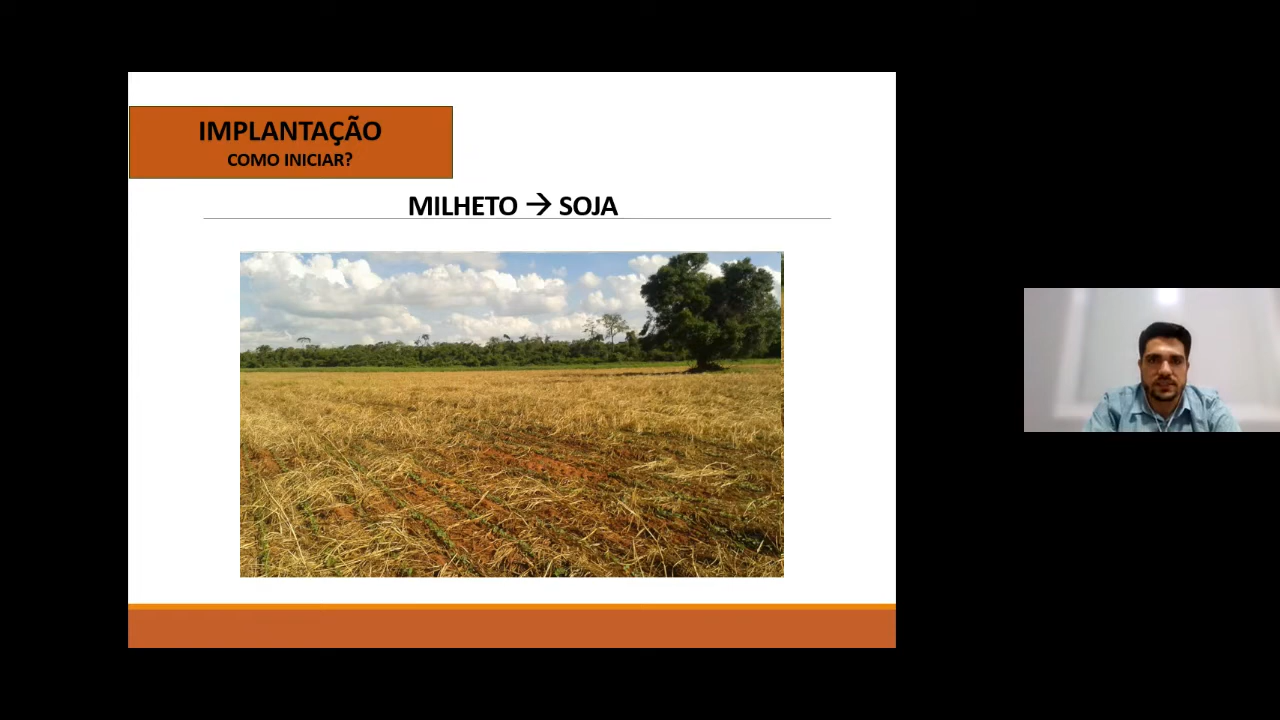 IMPLANTAÇÃO
COMO INICIAR?
MILHETO → SOJA